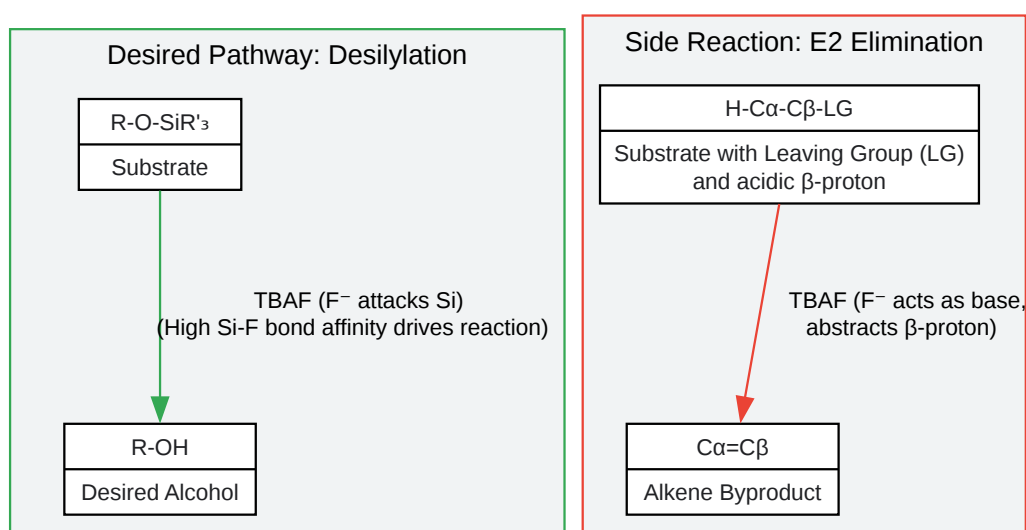 Desired Pathway: Desilylation
R-O-SiR'₃
Substrate
TBAF (F⁻ attacks Si)
(High Si-F bond affinity drives reaction)
R-OH
Desired Alcohol
Side Reaction: E2 Elimination
H-Cα-Cβ-LG
Substrate with Leaving Group (LG)
and acidic β-proton
TBAF (F⁻ acts as base,
abstracts β-proton)
Cα=Cβ
Alkene Byproduct